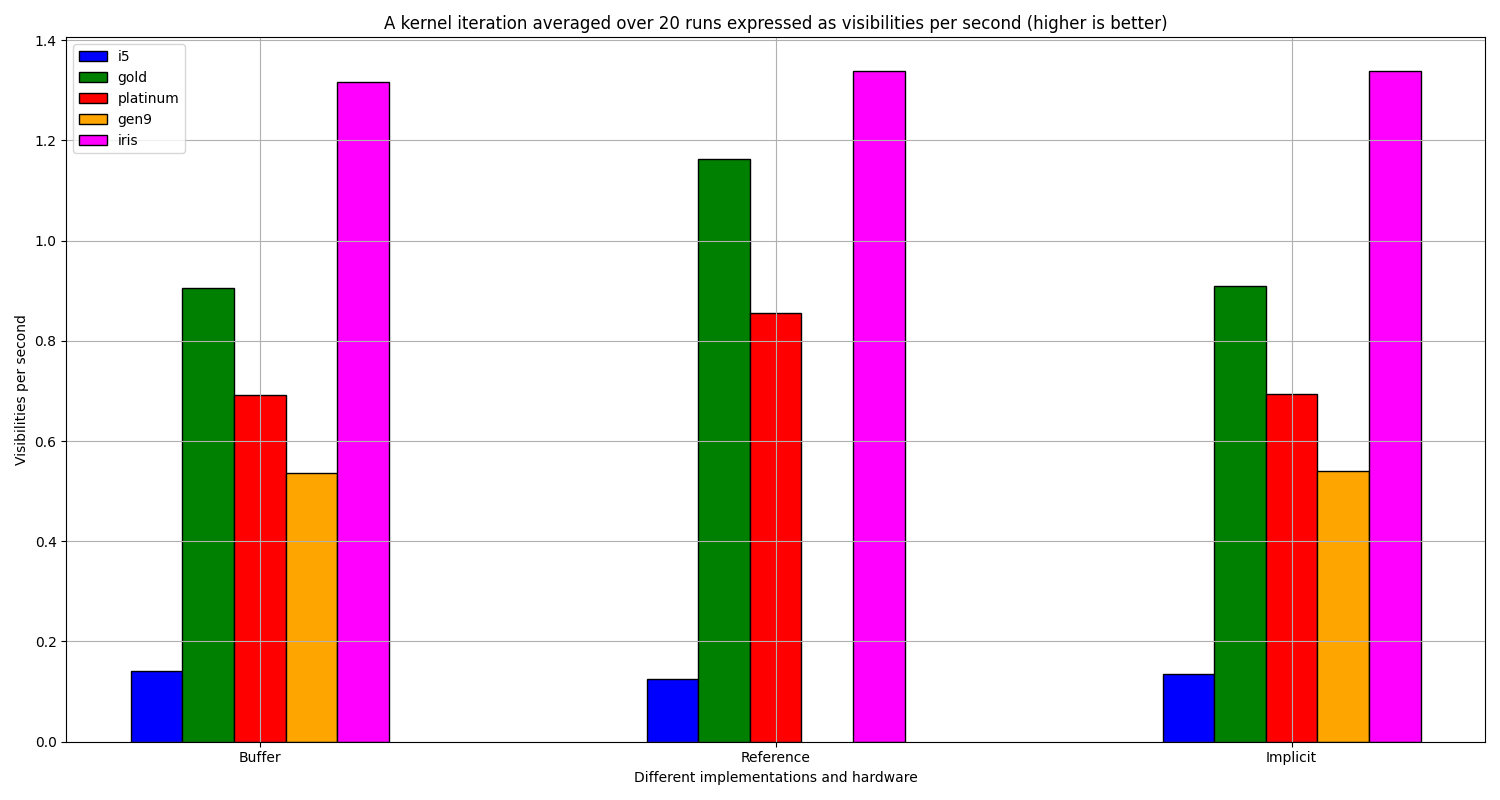 A kernel iteration averaged over 20 runs expressed as visibilities per second (higher is better)
1.4
1.2
1.0
0.8
0.6
0.4
0.2
0.0
Visibilities per second
i5
gold
platinum
gen9
iris
Buffer
Reference
Implicit
Different implementations and hardware